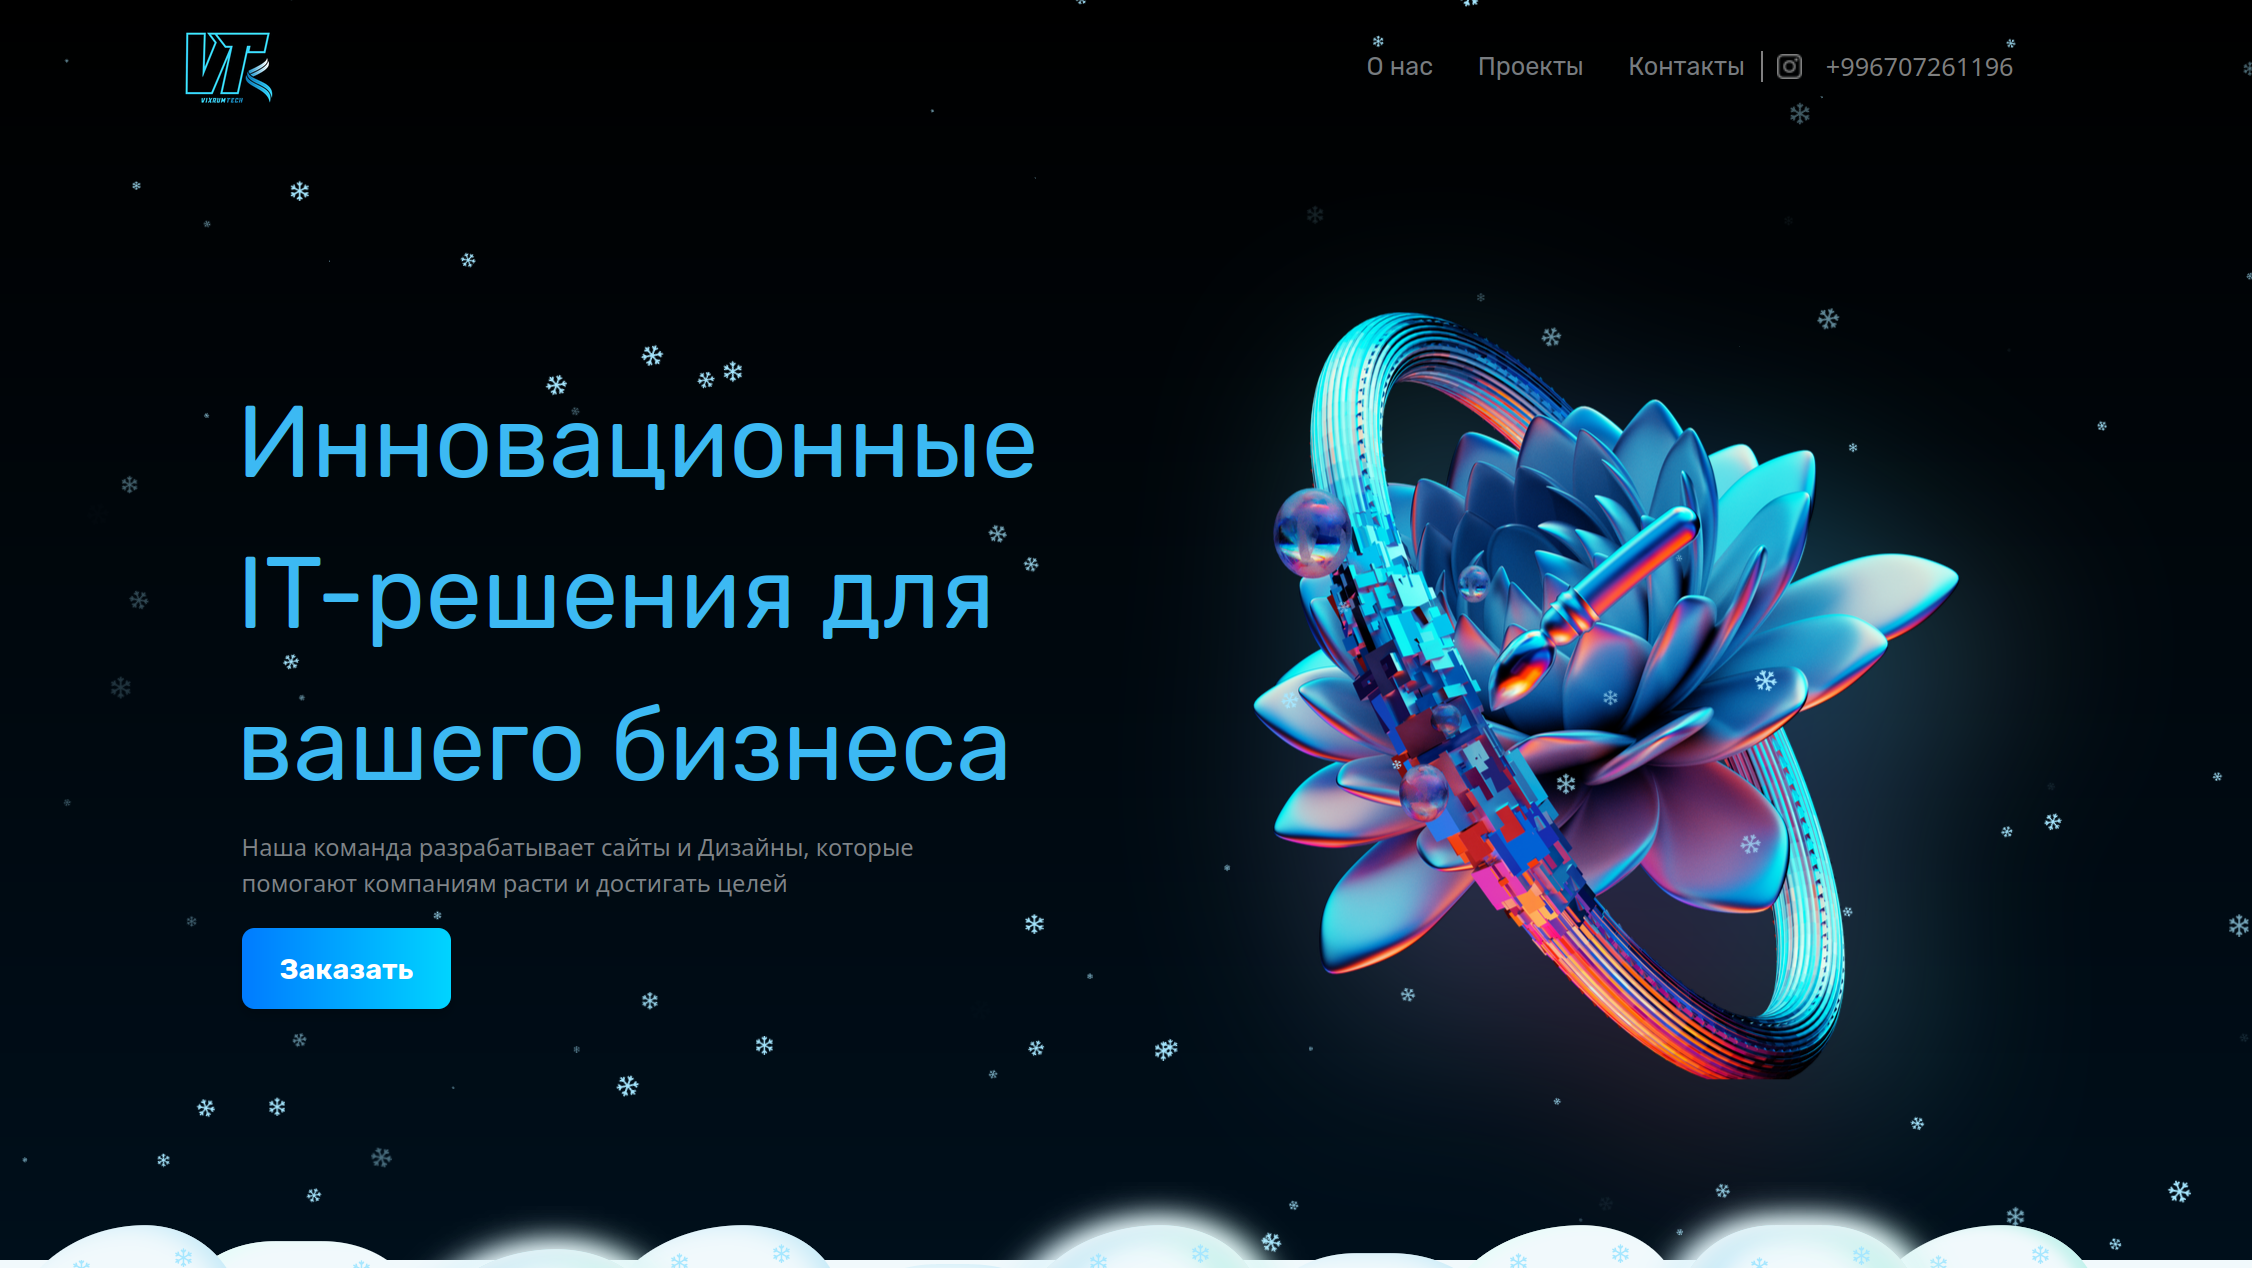 VT
VIXRUMTECH
О нас
Проекты
Контакты
+996707261196
Инновационные
IT-решения для
вашего бизнеса
Наша команда разрабатывает сайты и Дизайны, которые
помогают компаниям расти и достигать целей
Заказать